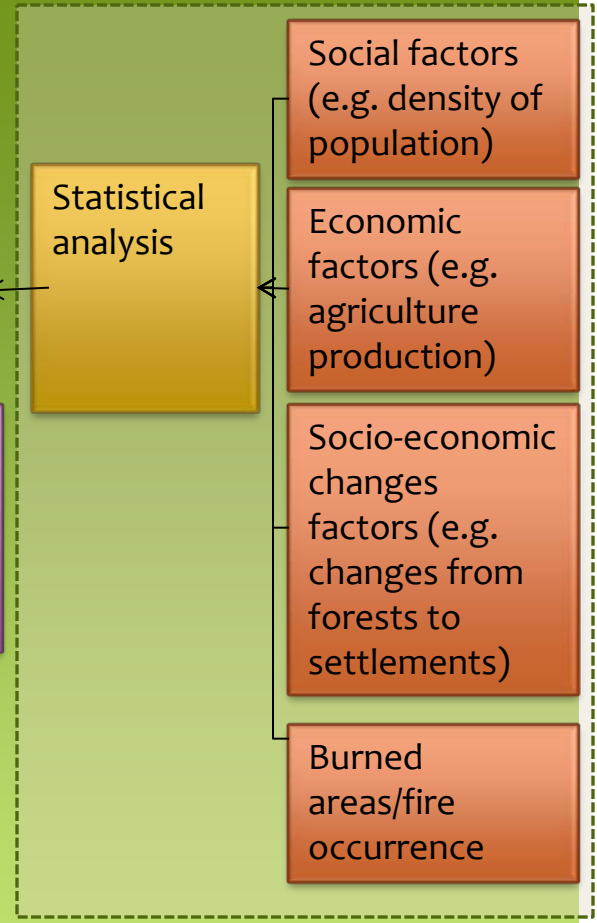 Social factors
(e.g. density of
population)
Statistical
analysis
Economic
factors (e.g.
agriculture
production)
Socio-economic
changes
factors (e.g.
changes from
forests to
settlements)
Burned
areas/fire
occurrence